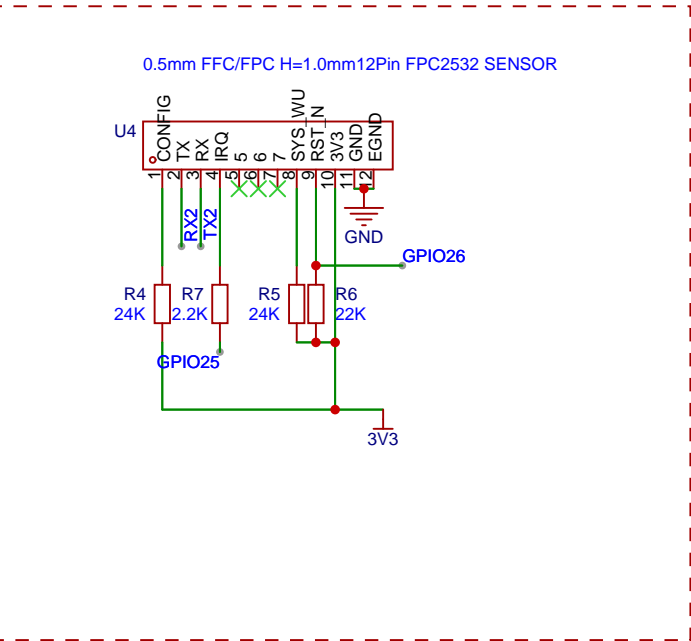 0.5mm FFC/FPC H=1.0mm12Pin FPC2532 SENSOR
U4
CONFIG
TX
RX
IRQ
5
6
7
SYS_WU
RST_N
3V3
GND
EGND
1
2
3
4
5
6
7
8
9
10
11
12
RX2
TX2
GND
GPIO26
R4
24K
R7
2.2K
R5
24K
R6
22K
GPIO25
3V3